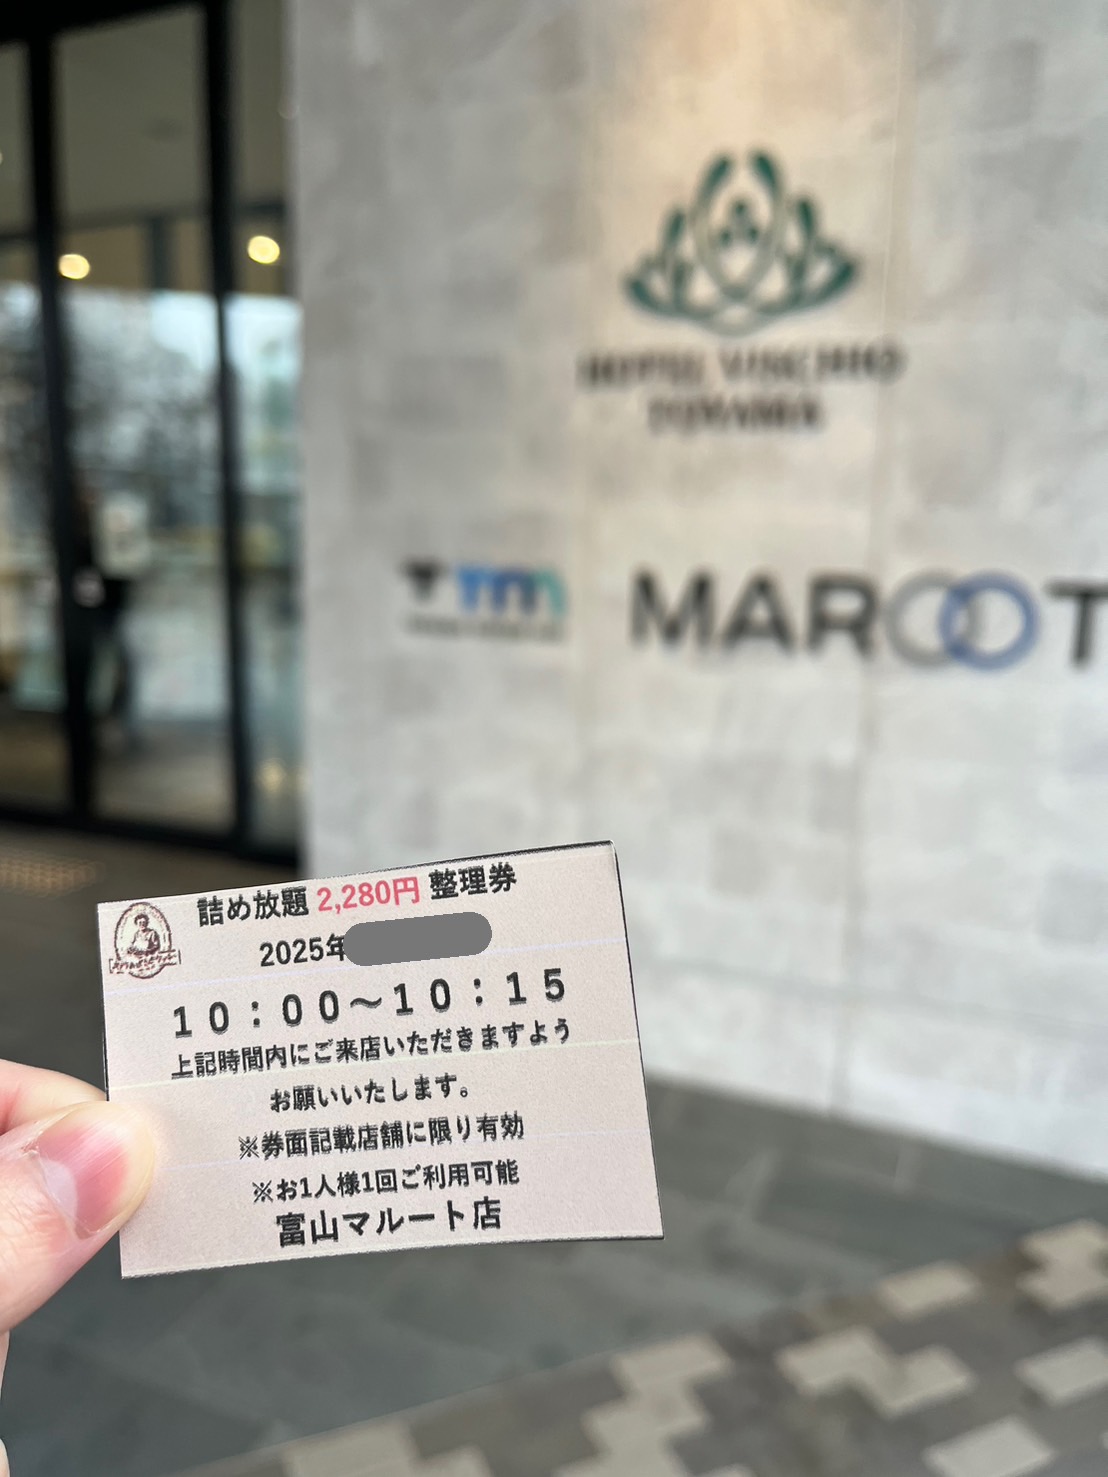 HOTEL VISCHIO
TOYAMA
MAROOT
詰め放題 2,280円 整理券
2025年
10:00～10:15
上記時間内にご来店いただきますよう
お願いいたします。
※券面記載店舗に限り有効
※お1人様1回ご利用可能
富山マルート店